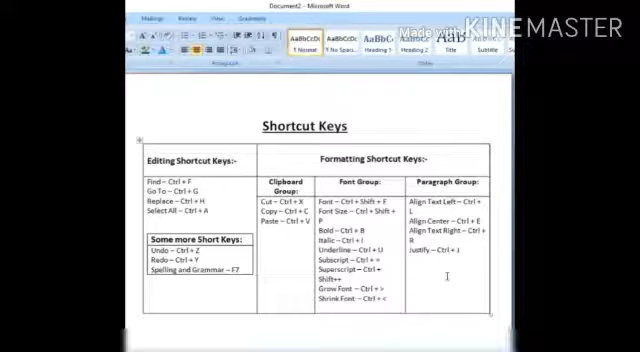 Document2 - Microsoft Word
Made with KINEMASTER
Mailings Review View Grammarly
AaBbCcDc AaBbCcDc AaBbC AaBbCc AaB AaBbCc
¶ Normal ¶ No Spaci... Heading 1 Heading 2 Title Subtitle
Paragraph Styles
Shortcut Keys
Editing Shortcut Keys:-
Find – Ctrl + F
Go To – Ctrl + G
Replace – Ctrl + H
Select All – Ctrl + A
Some more Short Keys:
Undo – Ctrl + Z
Redo – Ctrl + Y
Spelling and Grammar – F7
Formatting Shortcut Keys:-
Clipboard
Group:
Cut – Ctrl + X
Copy – Ctrl + C
Paste – Ctrl + V
Font Group:
Font – Ctrl + Shift + F
Font Size – Ctrl + Shift +
P
Bold – Ctrl + B
Italic – Ctrl + I
Underline – Ctrl + U
Subscript – Ctrl + =
Superscript – Ctrl +
Shift++
Grow Font – Ctrl + >
Shrink Font – Ctrl + <
Paragraph Group:
Align Text Left – Ctrl +
L
Align Center – Ctrl + E
Align Text Right – Ctrl +
R
Justify – Ctrl + J